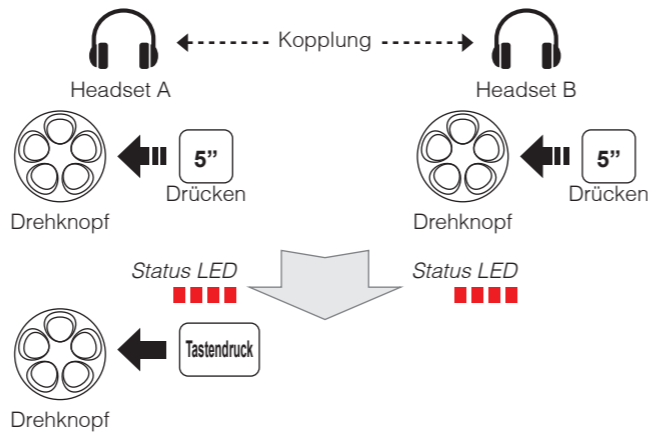 Kopplung
Headset A
Headset B
5”
Drücken
5”
Drücken
Drehknopf
Drehknopf
Status LED
Status LED
Tastendruck
Drehknopf